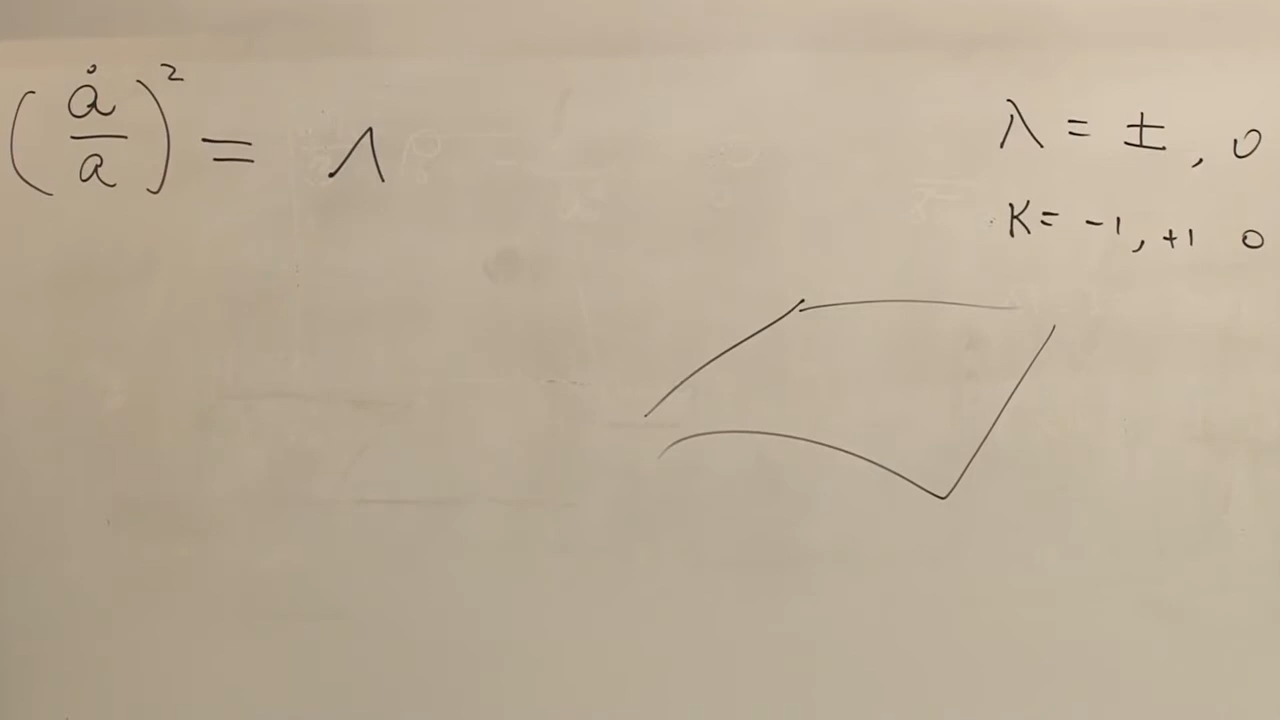 (ȧ/a)² = Λ
λ = ±, 0
K = -1, +1 0